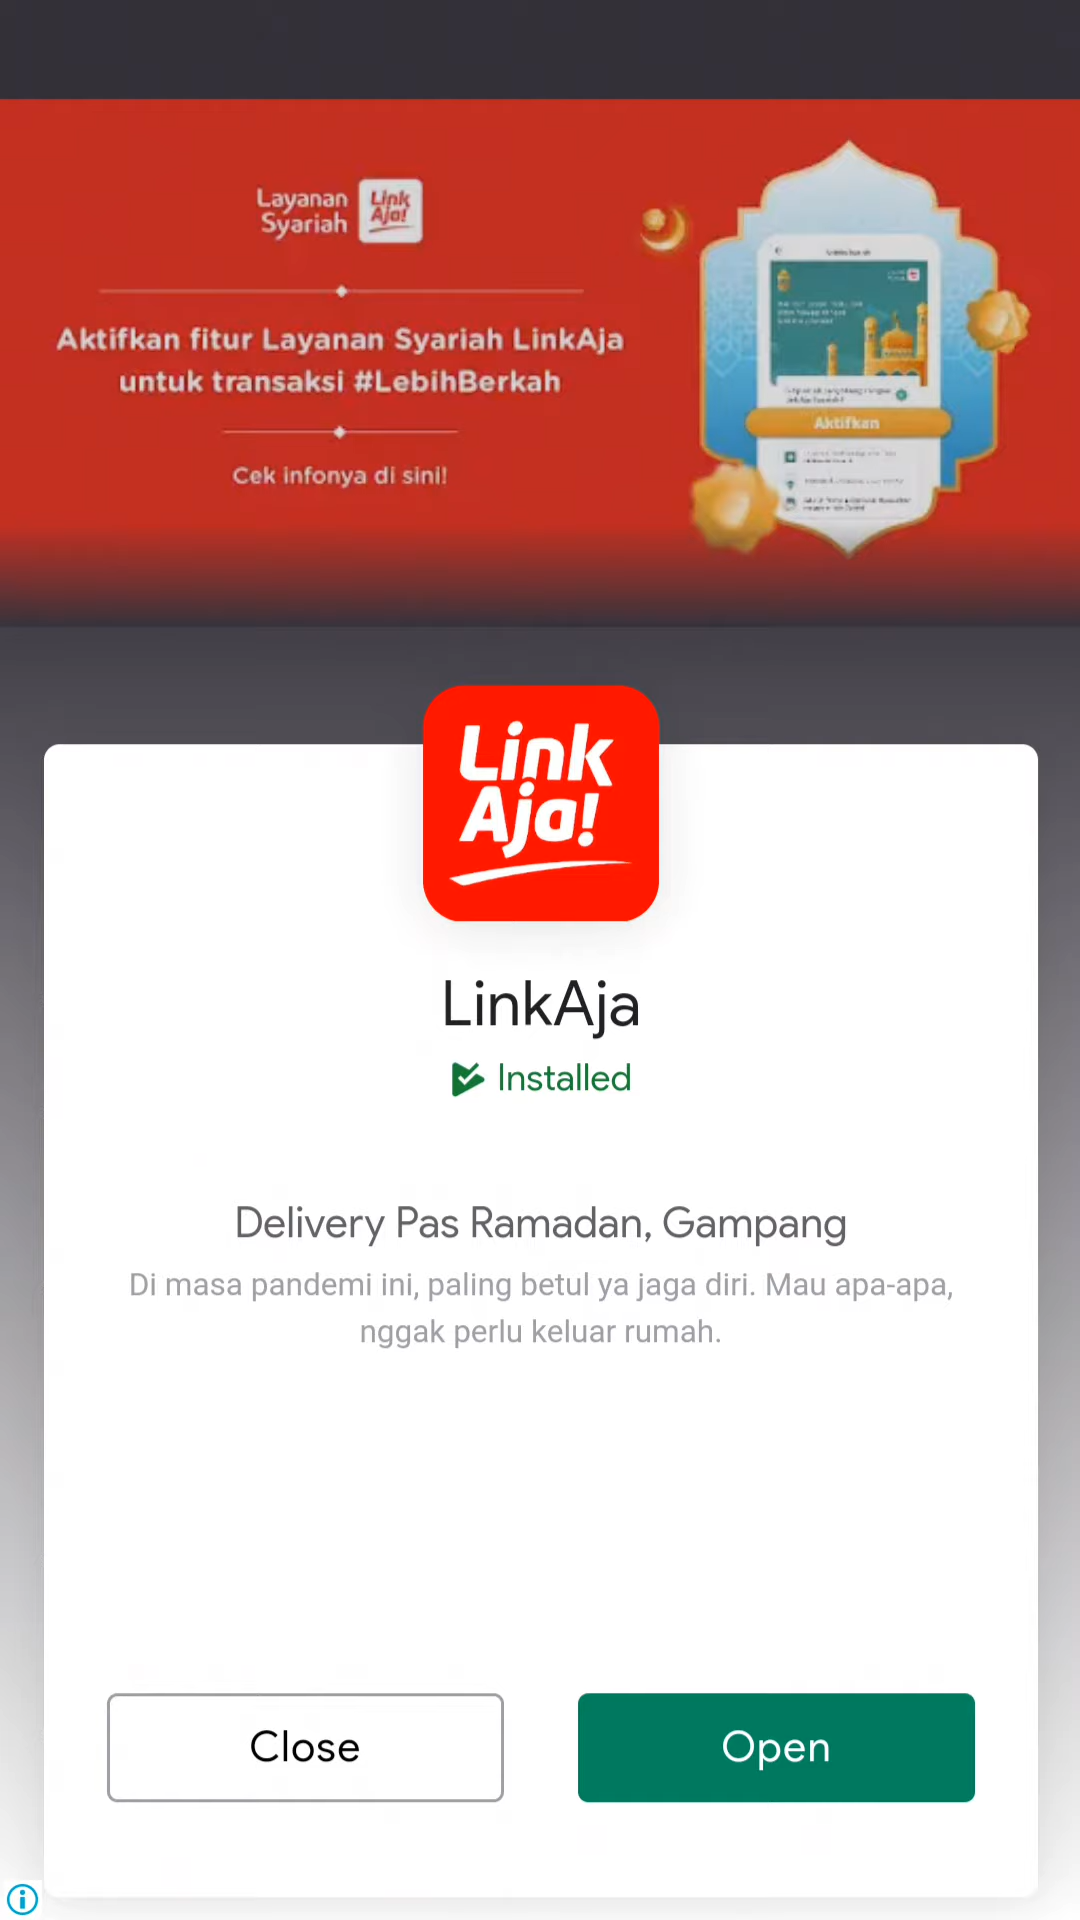 Layanan
Syariah
Link
Aja!
Aktifkan fitur Layanan Syariah LinkAja
untuk transaksi #LebihBerkah
Cek infonya di sini!
Aktifkan
Link
Aja!
LinkAja
Installed
Delivery Pas Ramadan, Gampang
Di masa pandemi ini, paling betul ya jaga diri. Mau apa-apa,
nggak perlu keluar rumah.
Close
Open